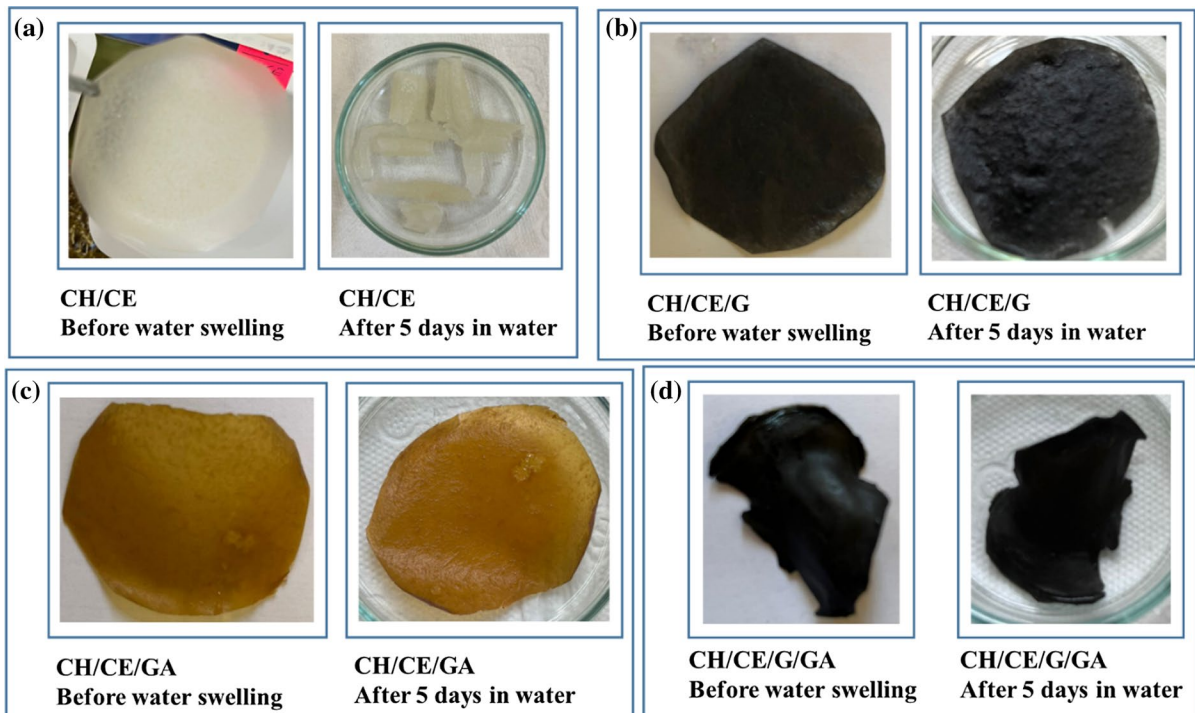 (a)
CH/CE
Before water swelling
CH/CE
After 5 days in water
(b)
CH/CE/G
Before water swelling
CH/CE/G
After 5 days in water
(c)
CH/CE/GA
Before water swelling
CH/CE/GA
After 5 days in water
(d)
CH/CE/G/GA
Before water swelling
CH/CE/G/GA
After 5 days in water